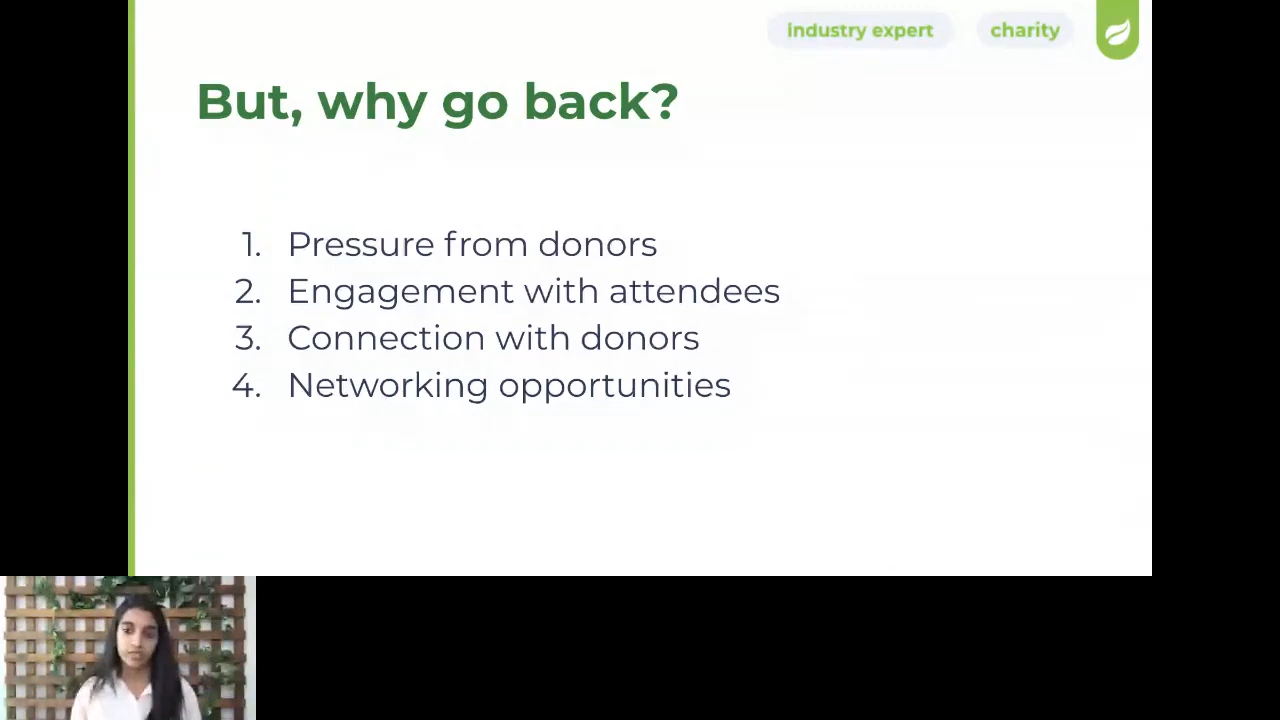 industry expert
charity
But, why go back?
1. Pressure from donors
2. Engagement with attendees
3. Connection with donors
4. Networking opportunities